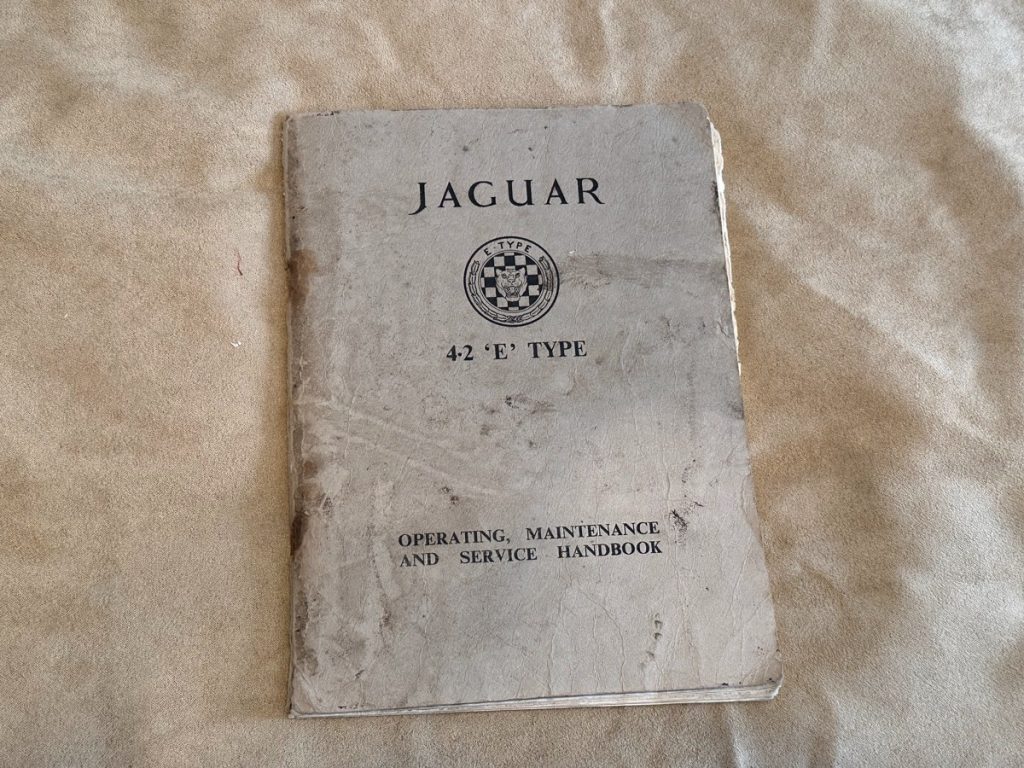 JAGUAR
E-TYPE
4·2 'E' TYPE
OPERATING, MAINTENANCE
AND SERVICE HANDBOOK